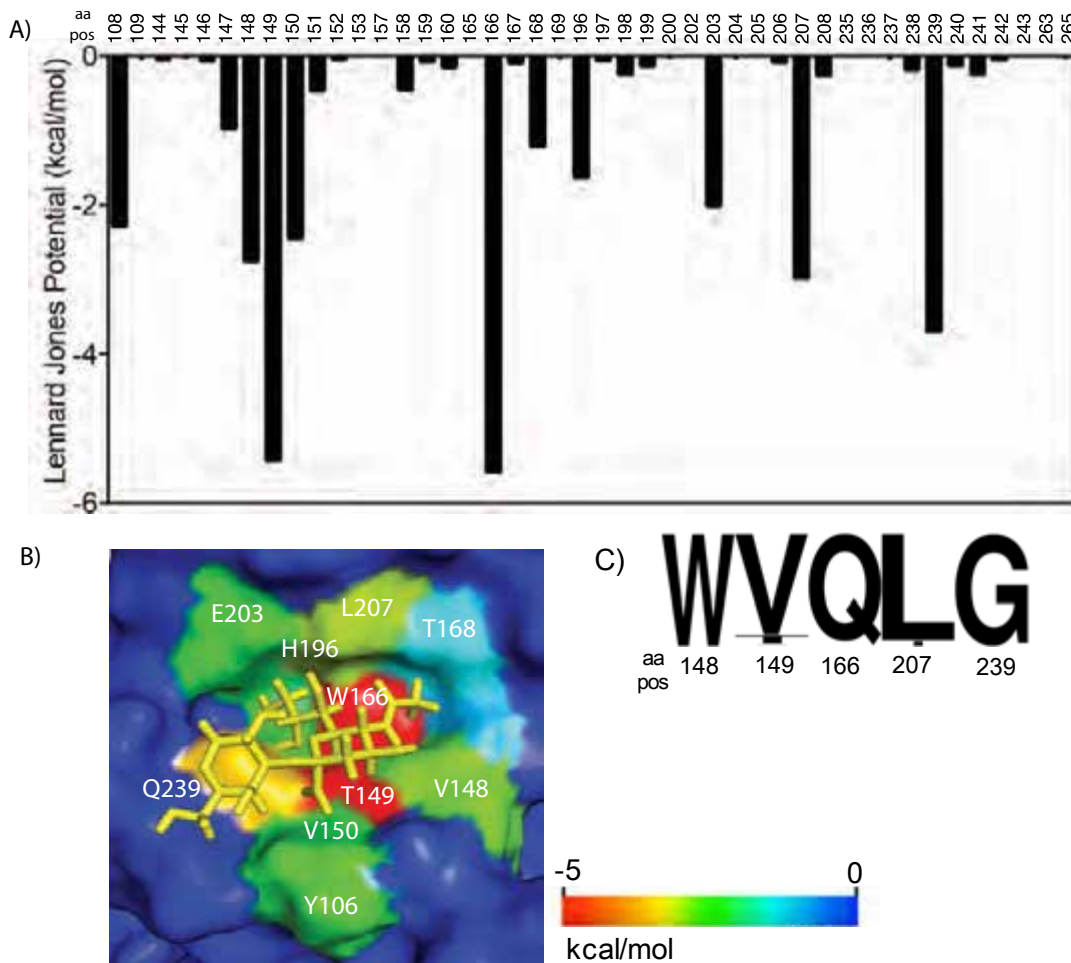 A)
aa pos 108 109 144 145 146 147 148 149 150 151 152 157 158 159 160 165 166 167 168 169 196 197 198 199 200 202 203 204 205 206 207 208 235 236 237 238 239 240 241 242 243 263 265
Lennard Jones Potential (kcal/mol)
0
-2
-4
-6
B)
E203
L207
T168
H196
W166
Q239
T149
V148
V150
Y106
C)
WVQLG
aa pos 148 149 166 207 239
-5 0
kcal/mol